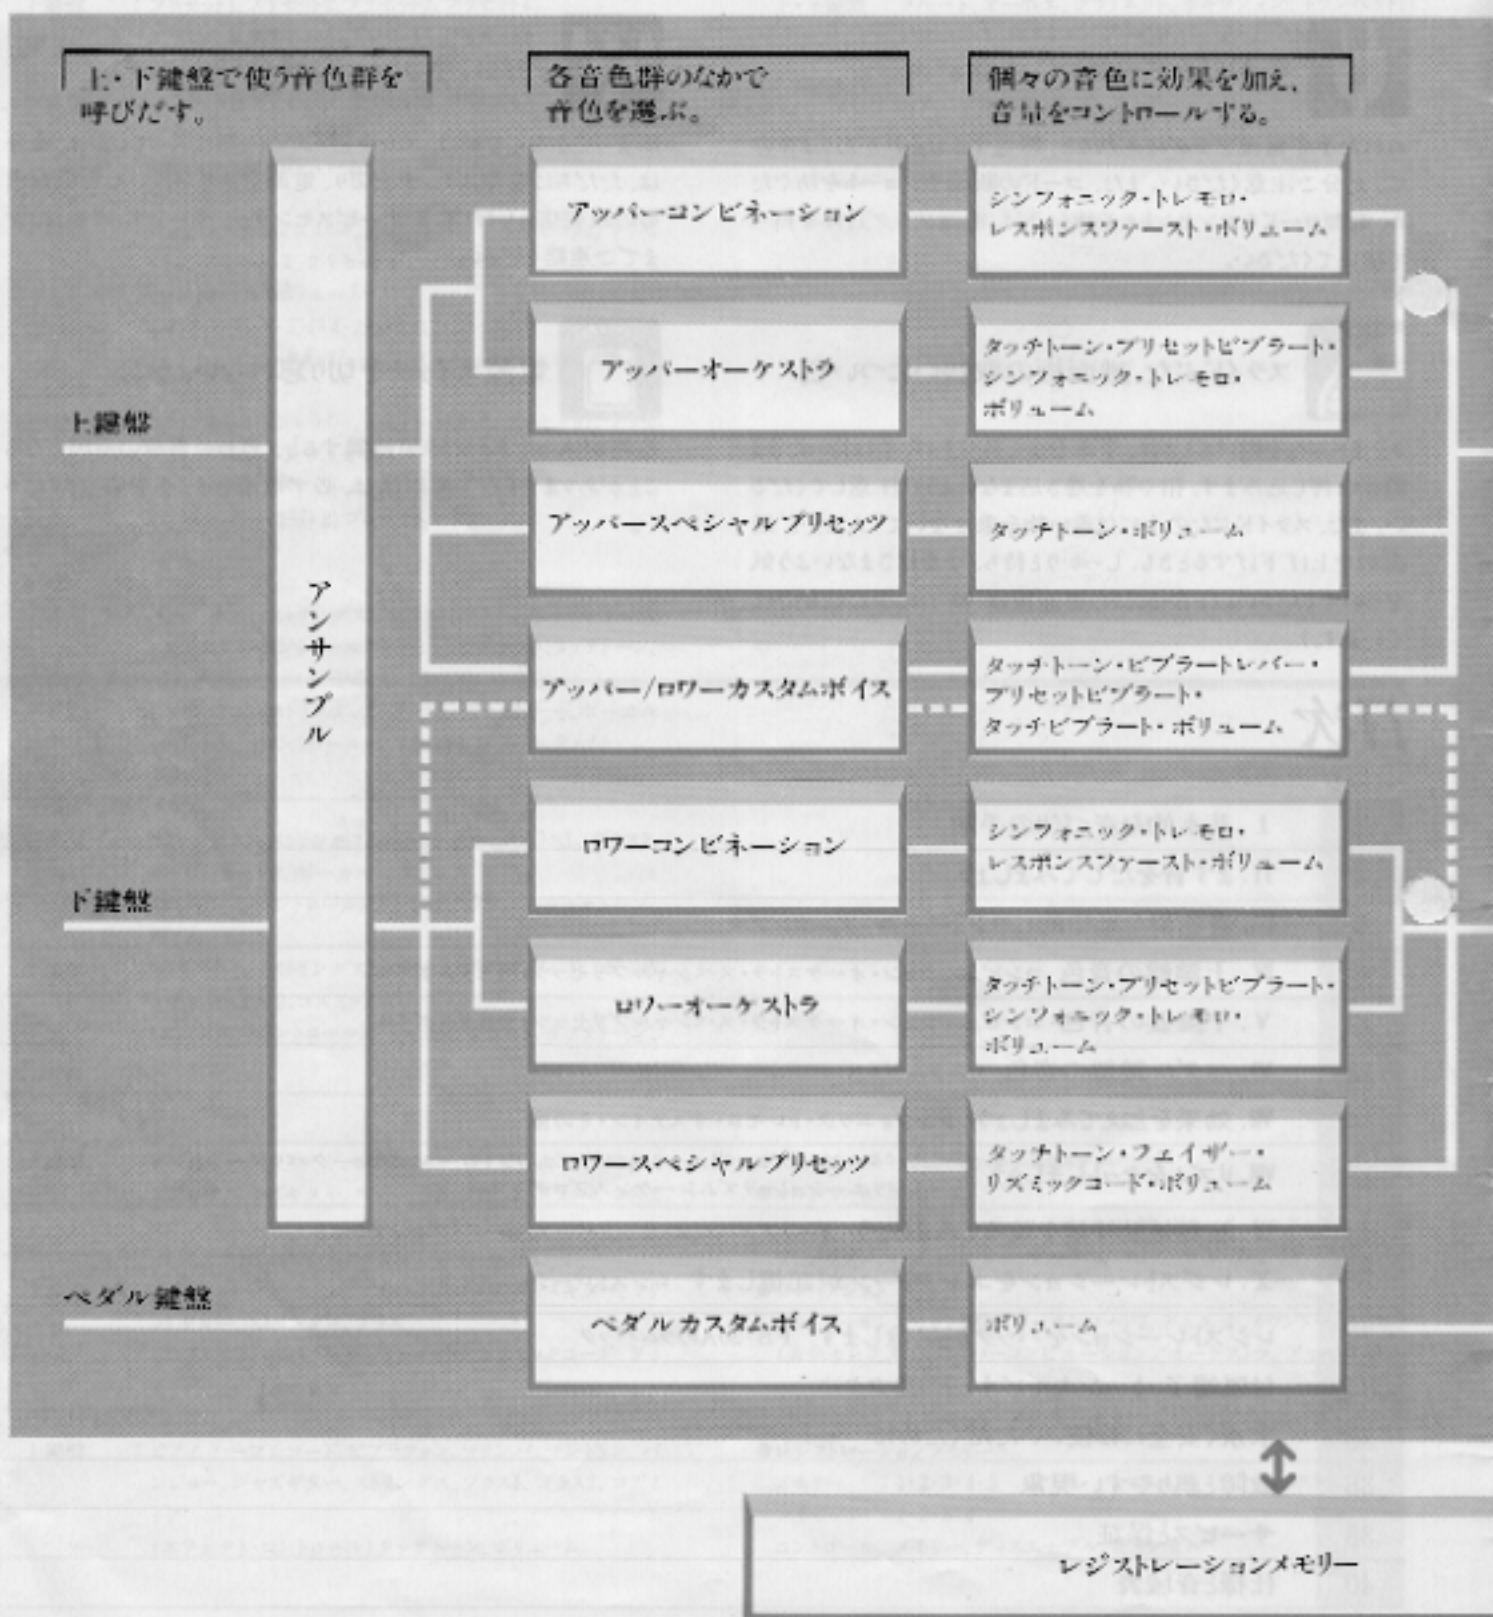 上・下鍵盤で使う音色群を
呼びだす。
各音色群のなかで
音色を選ぶ。
個々の音色に効果を加え、
音量をコントロールする。
上鍵盤
下鍵盤
ペダル鍵盤
アンサンブル
アッパーコンビネーション
シンフォニック・トレモロ・
レスポンスファースト・ボリューム
アッパーオーケストラ
タッチトーン・プリセットビブラート・
シンフォニック・トレモロ・
ボリューム
アッパースペシャルプリセッツ
タッチトーン・ボリューム
アッパー/ロワーカスタムボイス
タッチトーン・ビブラートレバー・
プリセットビブラート・
タッチビブラート・ボリューム
ロワーコンビネーション
シンフォニック・トレモロ・
レスポンスファースト・ボリューム
ロワーオーケストラ
タッチトーン・プリセットビブラート・
シンフォニック・トレモロ・
ボリューム
ロワースペシャルプリセッツ
タッチトーン・フェイザー・
リズミックコード・ボリューム
ペダルカスタムボイス
ボリューム
レジストレーションメモリー